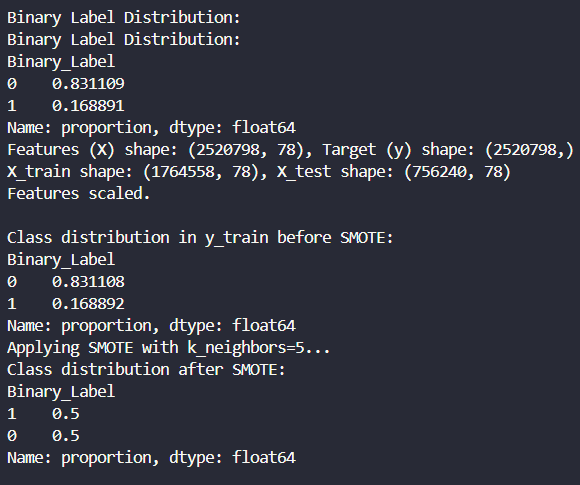 Binary Label Distribution:
Binary Label Distribution:
Binary_Label
0    0.831109
1    0.168891
Name: proportion, dtype: float64
Features (X) shape: (2520798, 78), Target (y) shape: (2520798,)
X_train shape: (1764558, 78), X_test shape: (756240, 78)
Features scaled.

Class distribution in y_train before SMOTE:
Binary_Label
0    0.831108
1    0.168892
Name: proportion, dtype: float64
Applying SMOTE with k_neighbors=5...
Class distribution after SMOTE:
Binary_Label
1    0.5
0    0.5
Name: proportion, dtype: float64